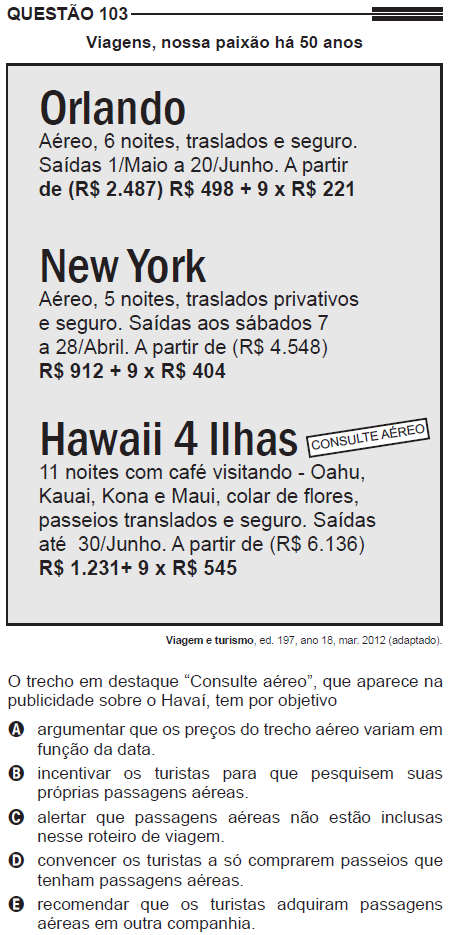 QUESTÃO 103
Viagens, nossa paixão há 50 anos
Orlando
Aéreo, 6 noites, traslados e seguro.
Saídas 1/Maio a 20/Junho. A partir
de (R$ 2.487) R$ 498 + 9 x R$ 221
New York
Aéreo, 5 noites, traslados privativos
e seguro. Saídas aos sábados 7
a 28/Abril. A partir de (R$ 4.548)
R$ 912 + 9 x R$ 404
Hawaii 4 Ilhas
CONSULTE AÉREO
11 noites com café visitando - Oahu,
Kauai, Kona e Maui, colar de flores,
passeios translados e seguro. Saídas
até 30/Junho. A partir de (R$ 6.136)
R$ 1.231+ 9 x R$ 545
Viagem e turismo, ed. 197, ano 18, mar. 2012 (adaptado).
O trecho em destaque “Consulte aéreo”, que aparece na
publicidade sobre o Havaí, tem por objetivo
A argumentar que os preços do trecho aéreo variam em
função da data.
B incentivar os turistas para que pesquisem suas
próprias passagens aéreas.
C alertar que passagens aéreas não estão inclusas
nesse roteiro de viagem.
D convencer os turistas a só comprarem passeios que
tenham passagens aéreas.
E recomendar que os turistas adquiram passagens
aéreas em outra companhia.